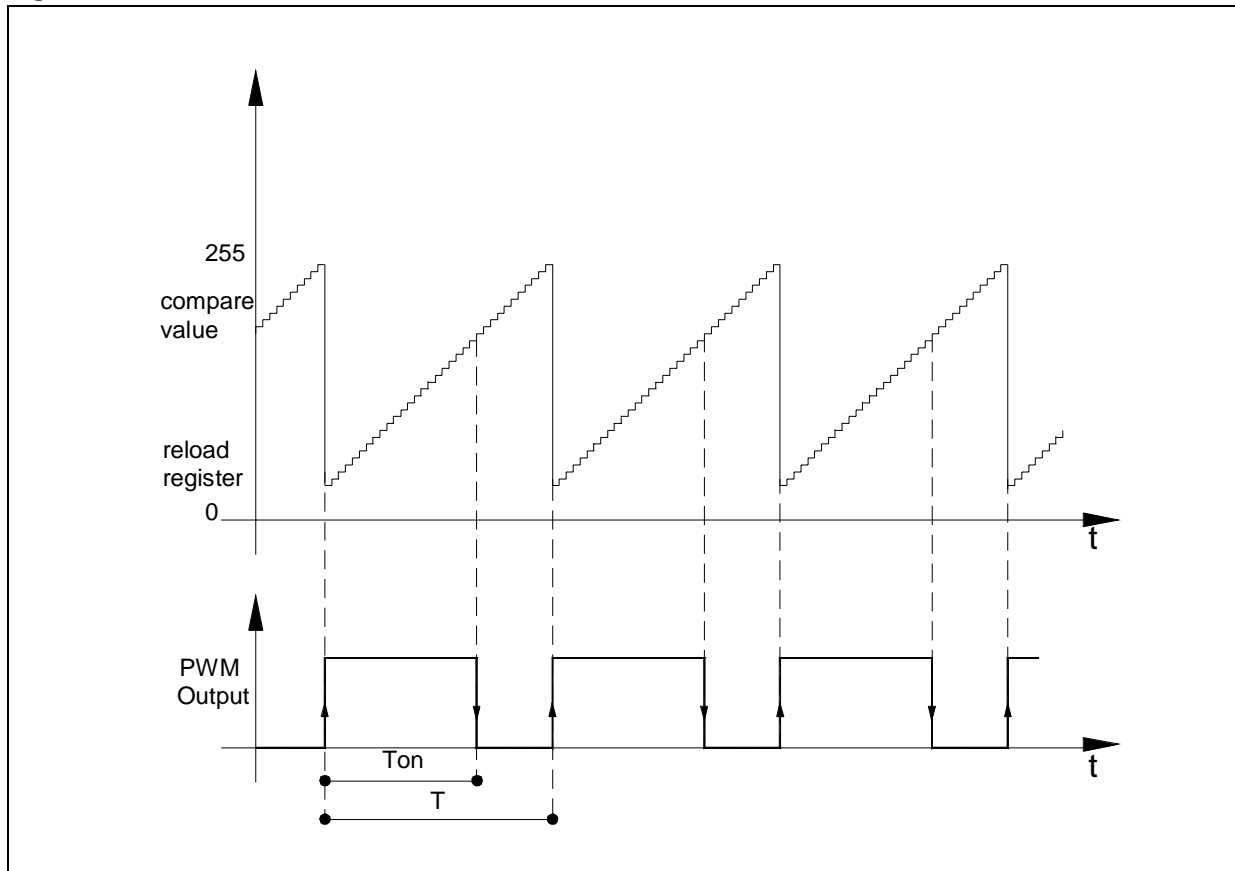 255
compare
value
reload
register
0
t
PWM
Output
Ton
T
t